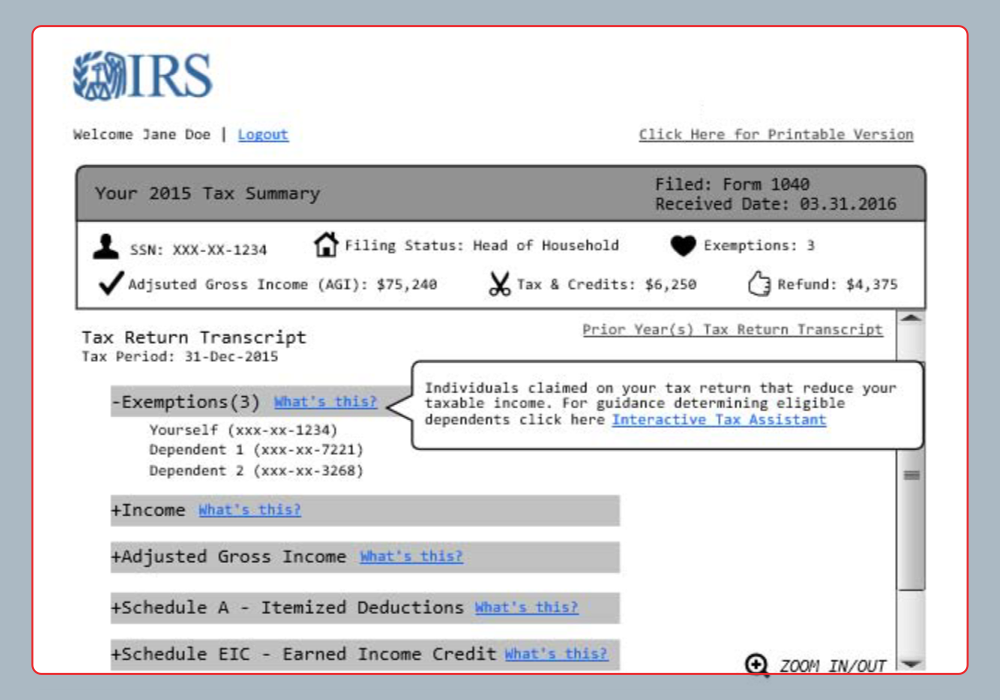 IRS
Welcome Jane Doe | Logout
Click Here for Printable Version
Your 2015 Tax Summary
Filed: Form 1040
Received Date: 03.31.2016
SSN: XXX-XX-1234
Filing Status: Head of Household
Exemptions: 3
Adjsuted Gross Income (AGI): $75,240
Tax & Credits: $6,250
Refund: $4,375
Tax Return Transcript
Prior Year(s) Tax Return Transcript
Tax Period: 31-Dec-2015
-Exemptions(3) What's this?
Individuals claimed on your tax return that reduce your
taxable income. For guidance determining eligible
dependents click here Interactive Tax Assistant
Yourself (xxx-xx-1234)
Dependent 1 (xxx-xx-7221)
Dependent 2 (xxx-xx-3268)
+Income What's this?
+Adjusted Gross Income What's this?
+Schedule A - Itemized Deductions What's this?
+Schedule EIC - Earned Income Credit What's this?
ZOOM IN/OUT